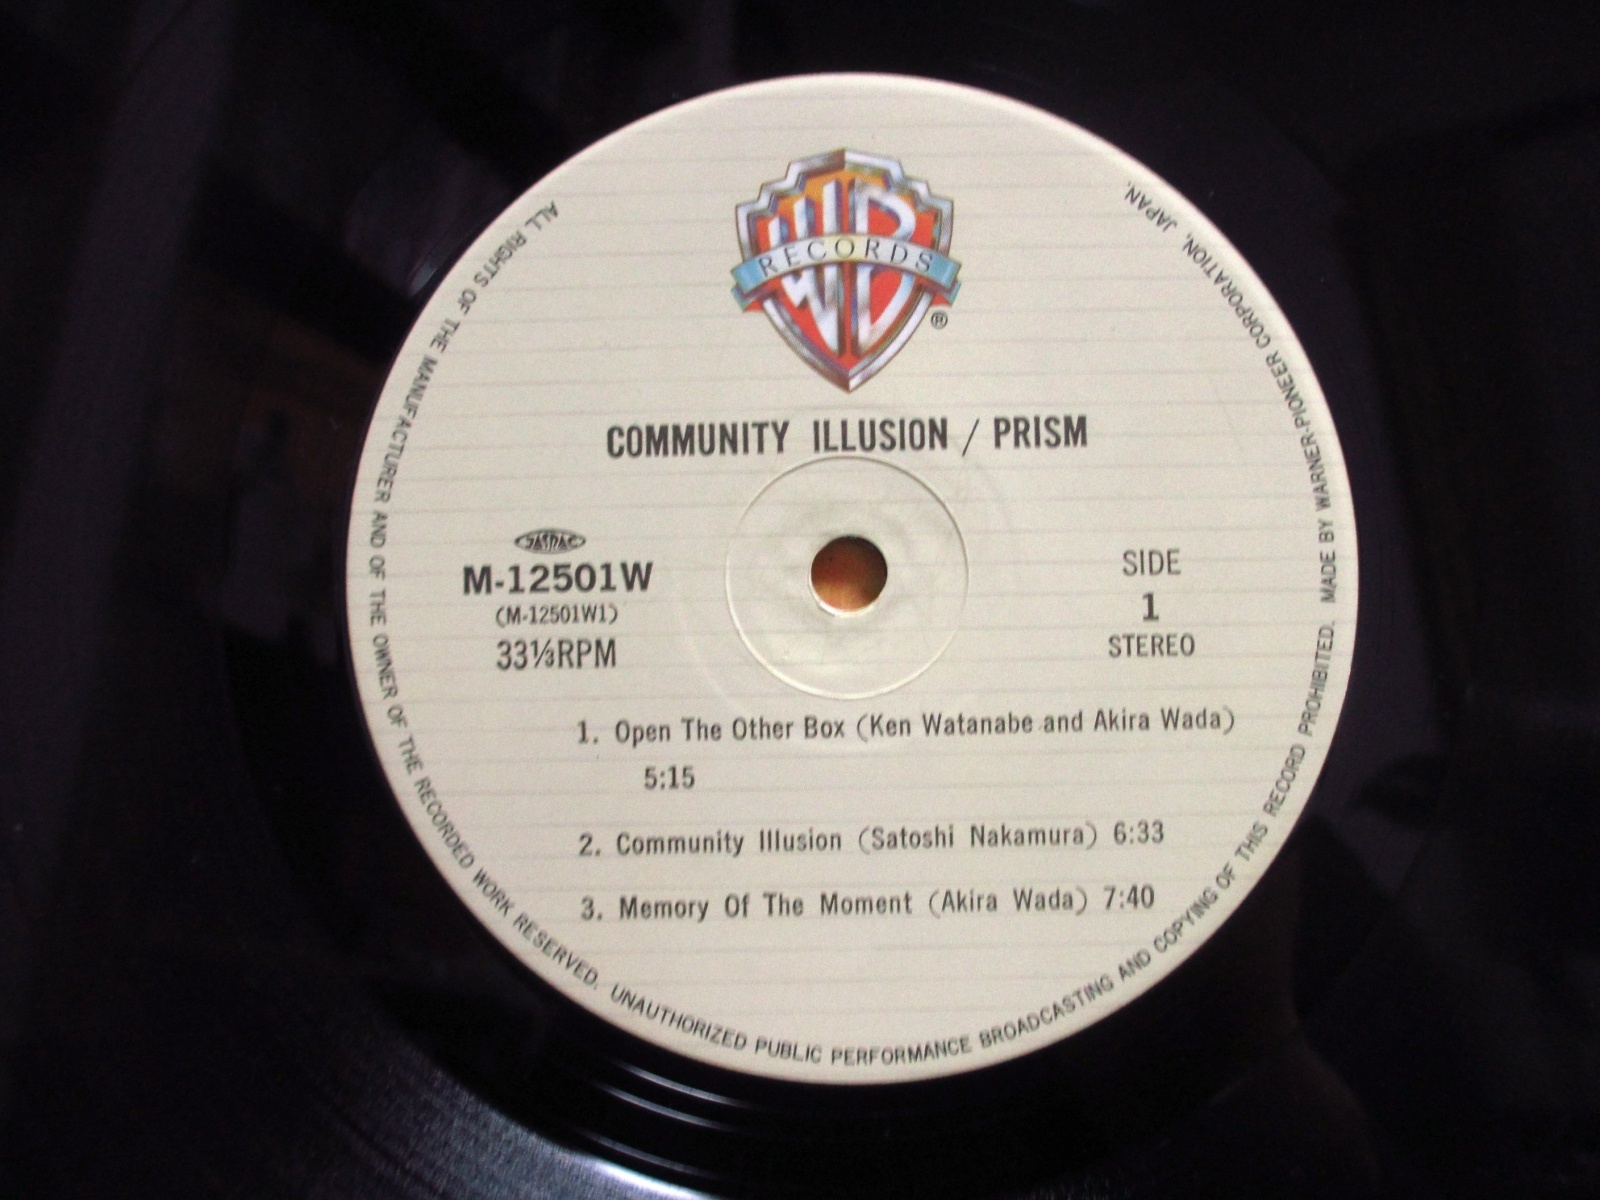 WB
RECORDS
®
COMMUNITY ILLUSION / PRISM
JASRAC
M-12501W
(M-12501W1)
33⅓RPM
SIDE
1
STEREO
1. Open The Other Box (Ken Watanabe and Akira Wada)
5:15
2. Community Illusion (Satoshi Nakamura) 6:33
3. Memory Of The Moment (Akira Wada) 7:40
ALL RIGHTS OF THE MANUFACTURER AND OF THE OWNER OF THE RECORDED WORK RESERVED. UNAUTHORIZED PUBLIC PERFORMANCE BROADCASTING AND COPYING OF THIS RECORD PROHIBITED. MADE BY WARNER-PIONEER CORPORATION, JAPAN.